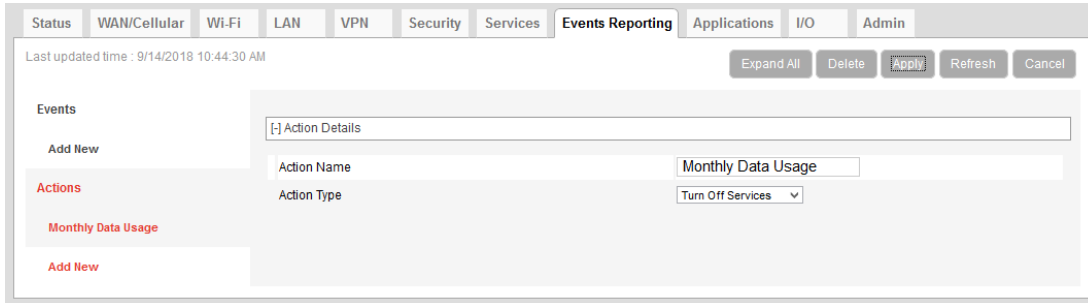 Status WAN/Cellular Wi-Fi LAN VPN Security Services Events Reporting Applications I/O Admin
Last updated time : 9/14/2018 10:44:30 AM
Expand All Delete Apply Refresh Cancel
Events
[-] Action Details
Add New
Action Name Monthly Data Usage
Actions
Action Type Turn Off Services
Monthly Data Usage
Add New